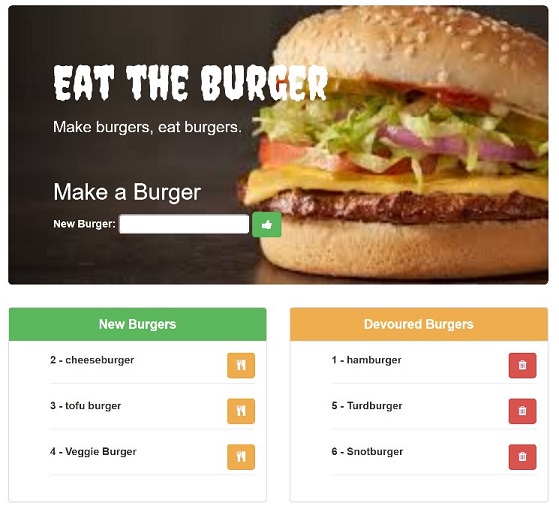 EAT THE BURGER
Make burgers, eat burgers.
Make a Burger
New Burger:
New Burgers
2 - cheeseburger
3 - tofu burger
4 - Veggie Burger
Devoured Burgers
1 - hamburger
5 - Turdburger
6 - Snotburger